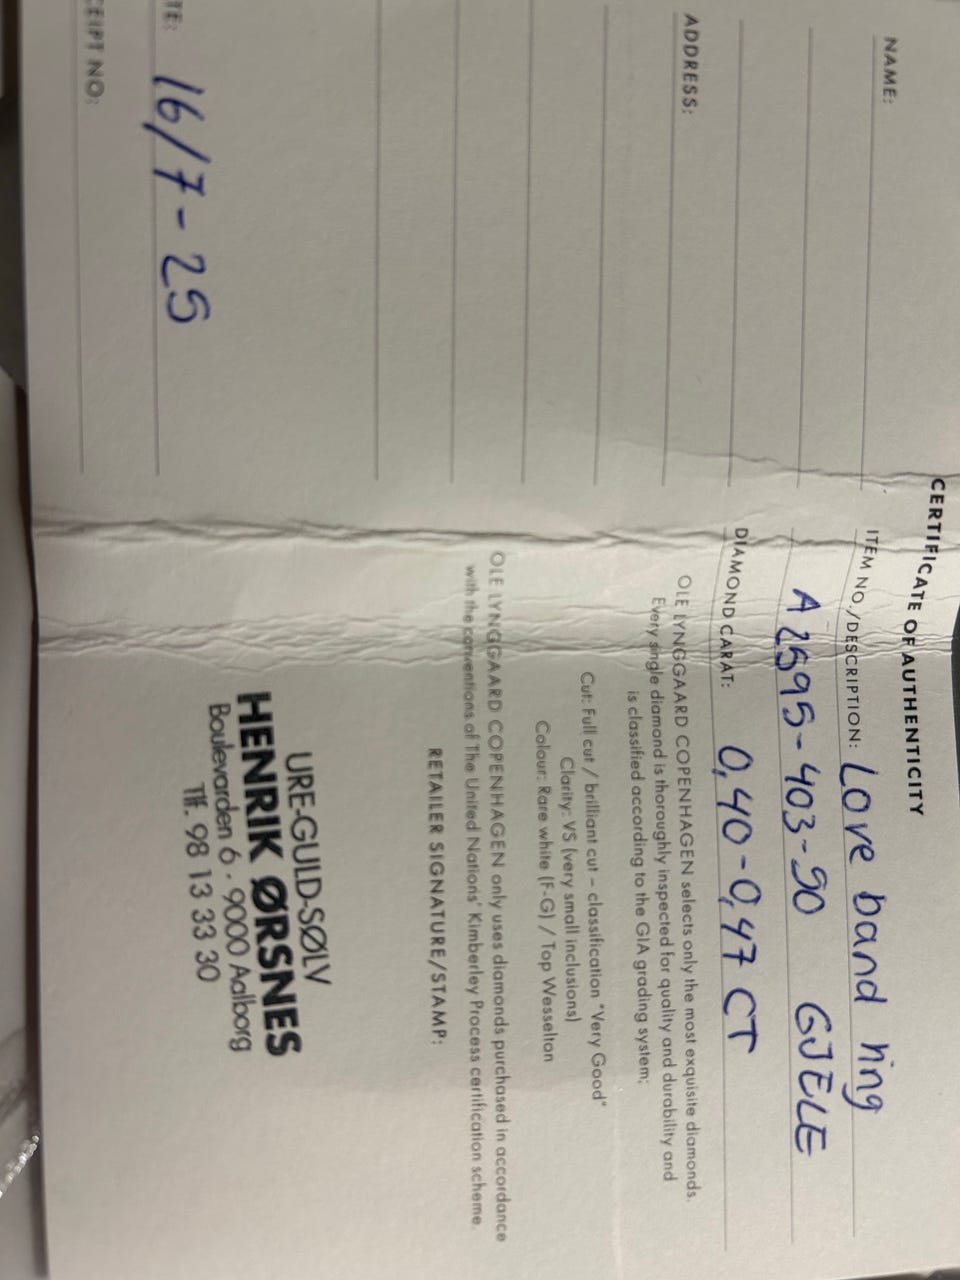 NAME:
ADDRESS:
TE: 16/7-25
CEIPT NO:
CERTIFICATE OF AUTHENTICITY
ITEM NO./DESCRIPTION: Love band ring
A 2595-403-90 GJELE
DIAMOND CARAT: 0,40-0,47 CT
OLE LYNGGAARD COPENHAGEN selects only the most exquisite diamonds.
Every single diamond is thoroughly inspected for quality and durability and
is classified according to the GIA grading system;
Cut: Full cut / brilliant cut – classification "Very Good"
Clarity: VS (very small inclusions)
Colour: Rare white (F-G) / Top Wesselton
OLE LYNGGAARD COPENHAGEN only uses diamonds purchased in accordance
with the conventions of The United Nations' Kimberley Process certification scheme.
RETAILER SIGNATURE/STAMP:
URE-GULD-SØLV
HENRIK ØRSNES
Boulevarden 6 · 9000 Aalborg
Tlf. 98 13 33 30